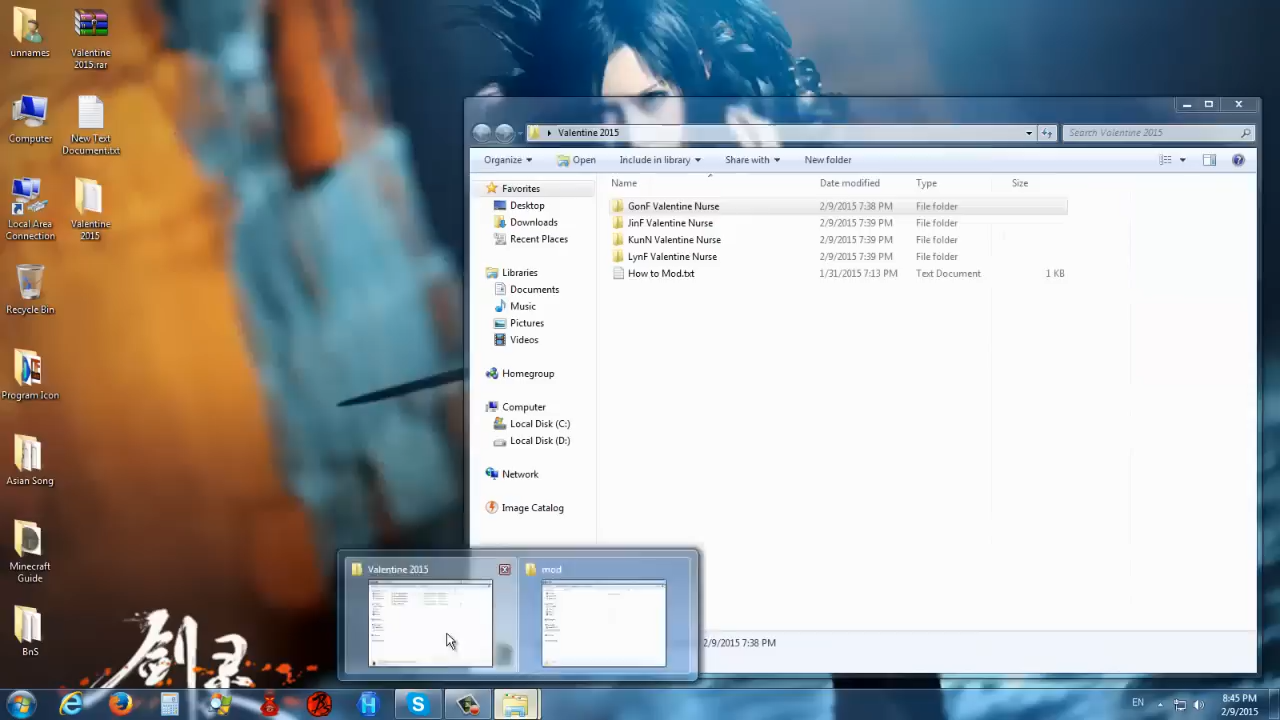 unnames
Valentine
2015.rar
Computer
New Text
Document.txt
Local Area
Connection
Valentine
2015
Recycle Bin
Program Icon
Asian Song
Minecraft
Guide
BnS
剑灵
Valentine 2015
Search Valentine 2015
Organize
Open
Include in library
Share with
New folder
Name
Date modified
Type
Size
Favorites
Desktop
Downloads
Recent Places
Libraries
Documents
Music
Pictures
Videos
Homegroup
Computer
Local Disk (C:)
Local Disk (D:)
Network
Image Catalog
GonF Valentine Nurse 2/9/2015 7:38 PM File folder
JinF Valentine Nurse 2/9/2015 7:39 PM File folder
KunN Valentine Nurse 2/9/2015 7:39 PM File folder
LynF Valentine Nurse 2/9/2015 7:39 PM File folder
How to Mod.txt 1/31/2015 7:13 PM Text Document 1 KB
2/9/2015 7:38 PM
Valentine 2015
mod
EN
8:45 PM
2/9/2015